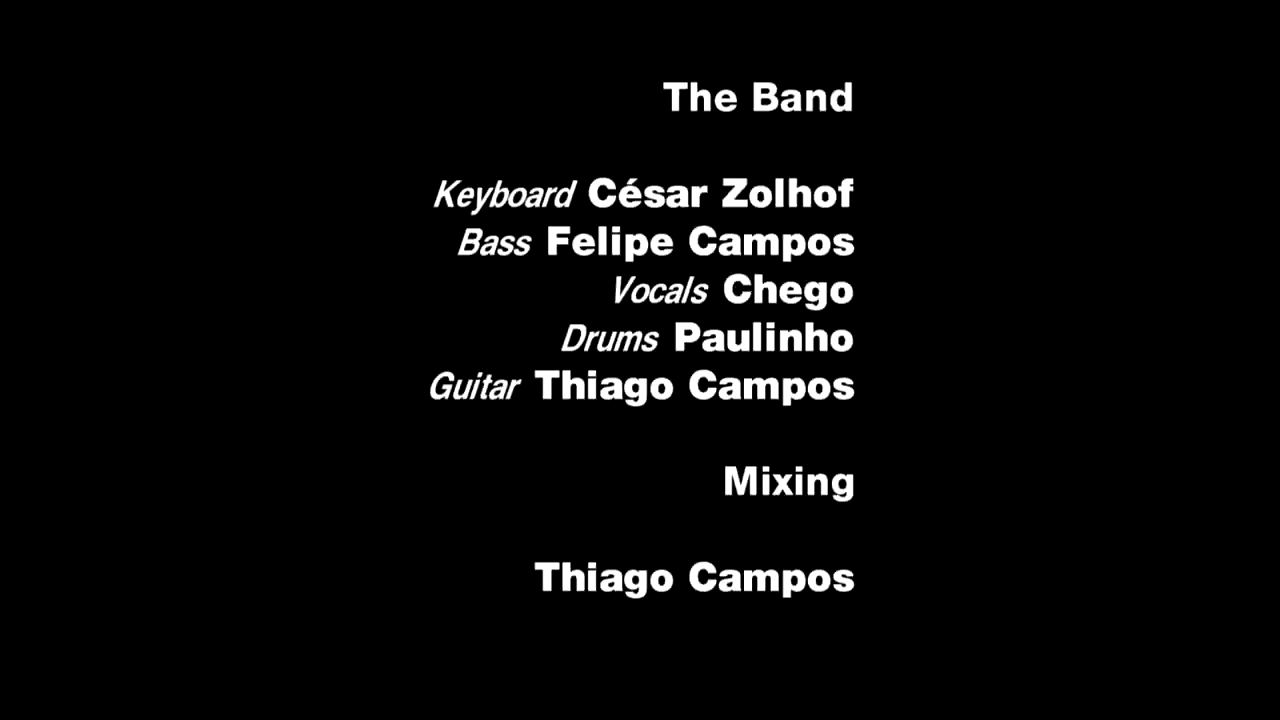 The Band
Keyboard César Zolhof
Bass Felipe Campos
Vocals Chego
Drums Paulinho
Guitar Thiago Campos
Mixing
Thiago Campos